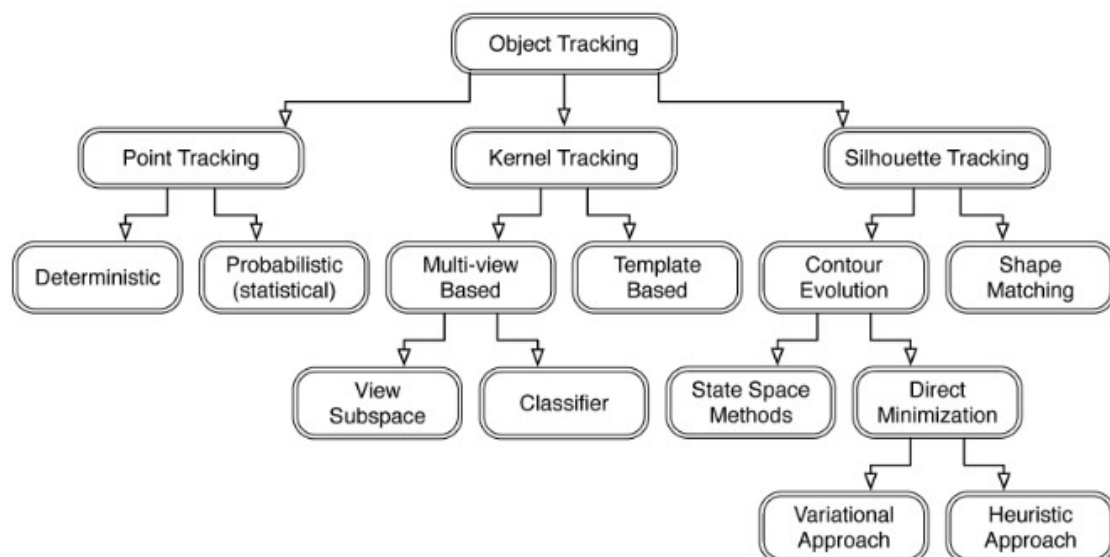 Object Tracking
Point Tracking
Kernel Tracking
Silhouette Tracking
Deterministic
Probabilistic
(statistical)
Multi-view
Based
Template
Based
Contour
Evolution
Shape
Matching
View
Subspace
Classifier
State Space
Methods
Direct
Minimization
Variational
Approach
Heuristic
Approach